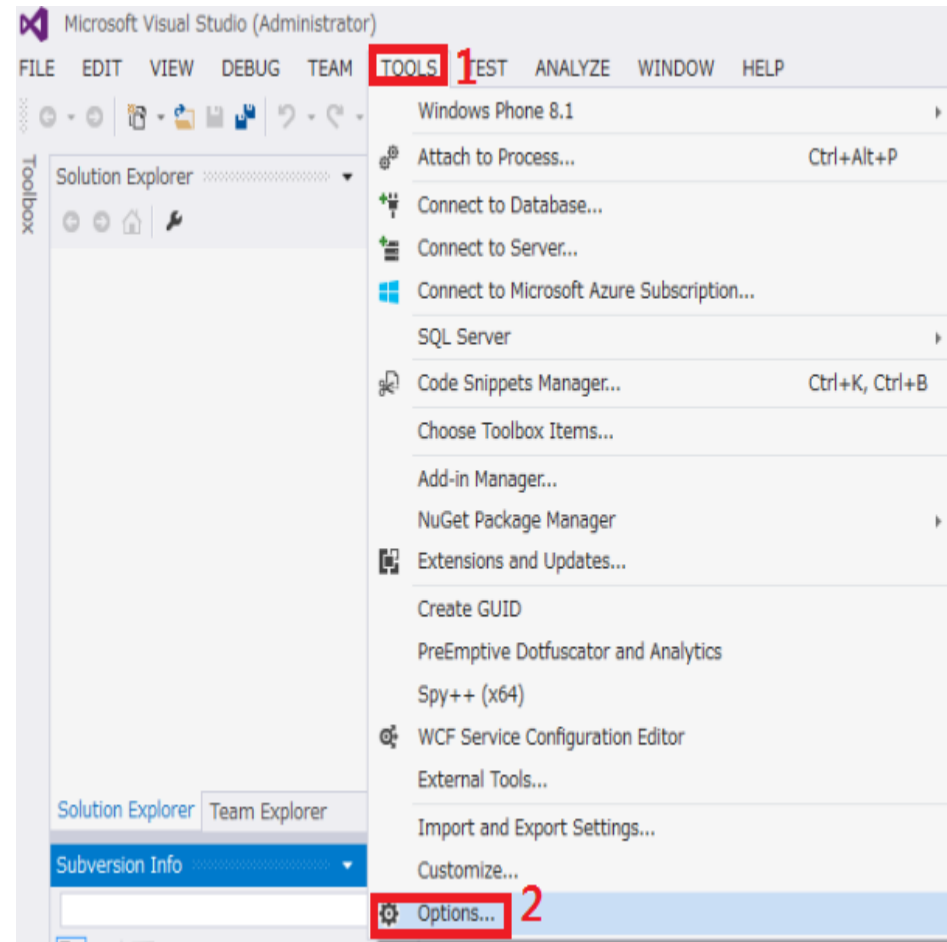 Microsoft Visual Studio (Administrator)
FILE EDIT VIEW DEBUG TEAM TOOLS 1 TEST ANALYZE WINDOW HELP
Toolbox
Solution Explorer
Windows Phone 8.1
Attach to Process... Ctrl+Alt+P
Connect to Database...
Connect to Server...
Connect to Microsoft Azure Subscription...
SQL Server
Code Snippets Manager... Ctrl+K, Ctrl+B
Choose Toolbox Items...
Add-in Manager...
NuGet Package Manager
Extensions and Updates...
Create GUID
PreEmptive Dotfuscator and Analytics
Spy++ (x64)
WCF Service Configuration Editor
External Tools...
Import and Export Settings...
Customize...
Options... 2
Solution Explorer Team Explorer
Subversion Info